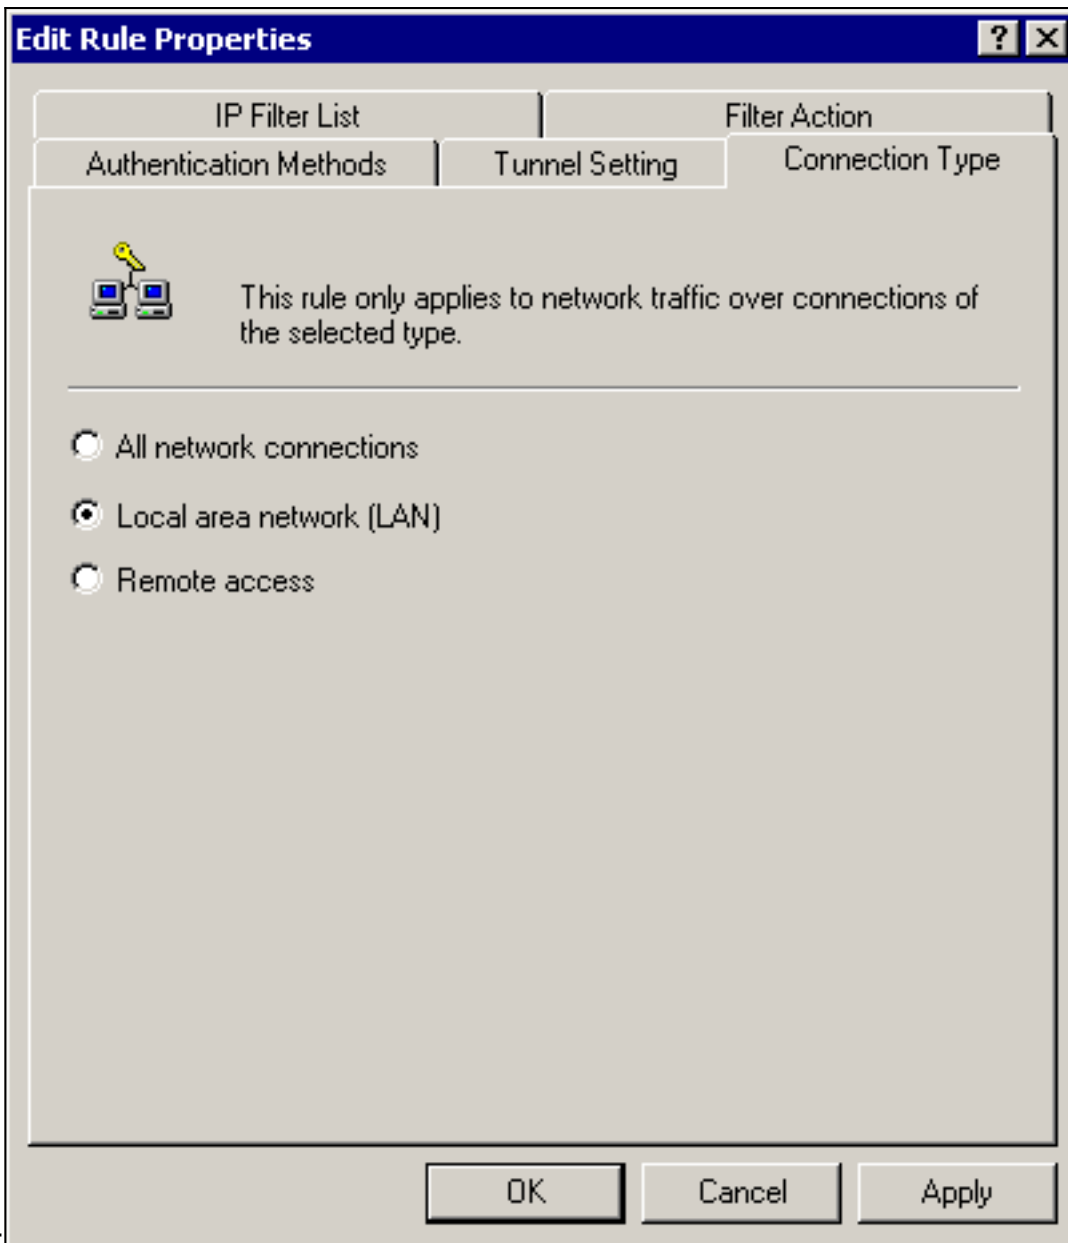 Edit Rule Properties
IP Filter List
Filter Action
Authentication Methods
Tunnel Setting
Connection Type
This rule only applies to network traffic over connections of
the selected type.
All network connections
Local area network (LAN)
Remote access
OK
Cancel
Apply